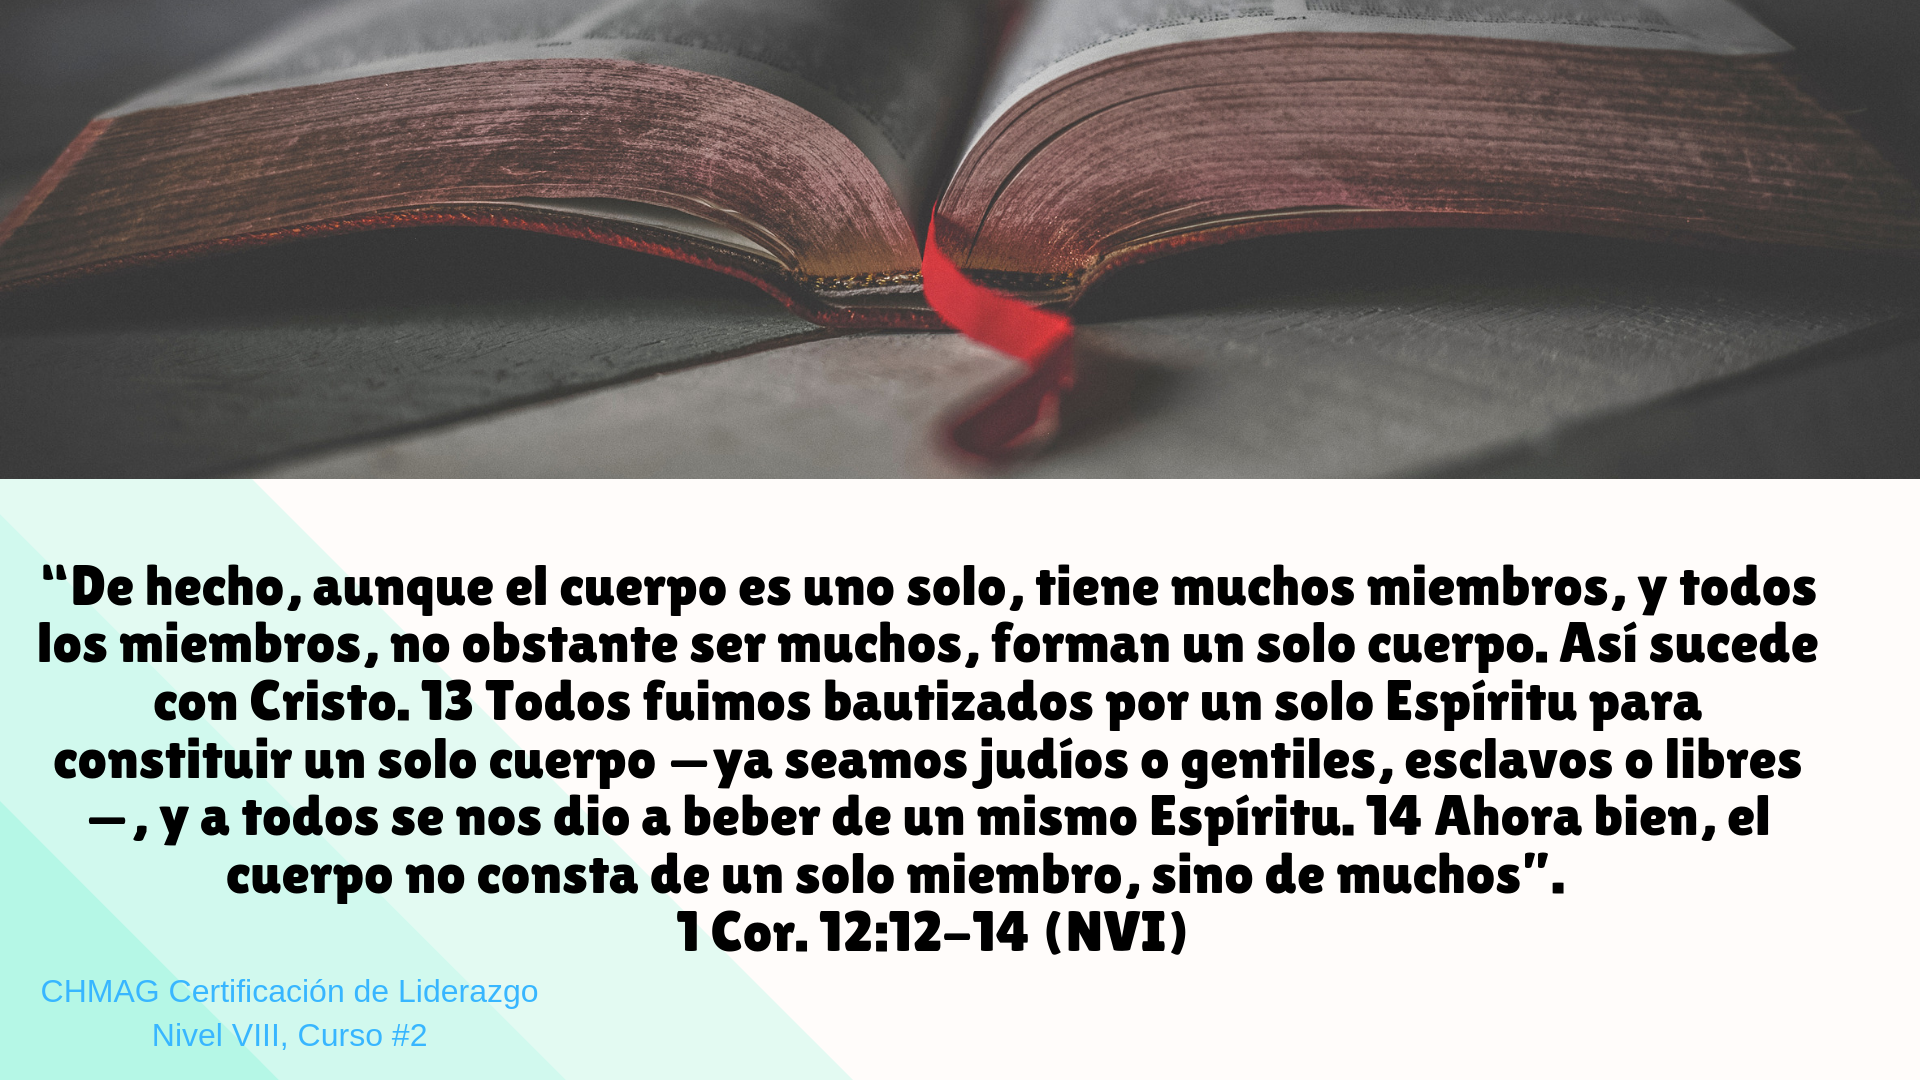 “De hecho, aunque el cuerpo es uno solo, tiene muchos miembros, y todos
los miembros, no obstante ser muchos, forman un solo cuerpo. Así sucede
con Cristo. 13 Todos fuimos bautizados por un solo Espíritu para
constituir un solo cuerpo —ya seamos judíos o gentiles, esclavos o libres
—, y a todos se nos dio a beber de un mismo Espíritu. 14 Ahora bien, el
cuerpo no consta de un solo miembro, sino de muchos”.
1 Cor. 12:12-14 (NVI)
CHMAG Certificación de Liderazgo
Nivel VIII, Curso #2